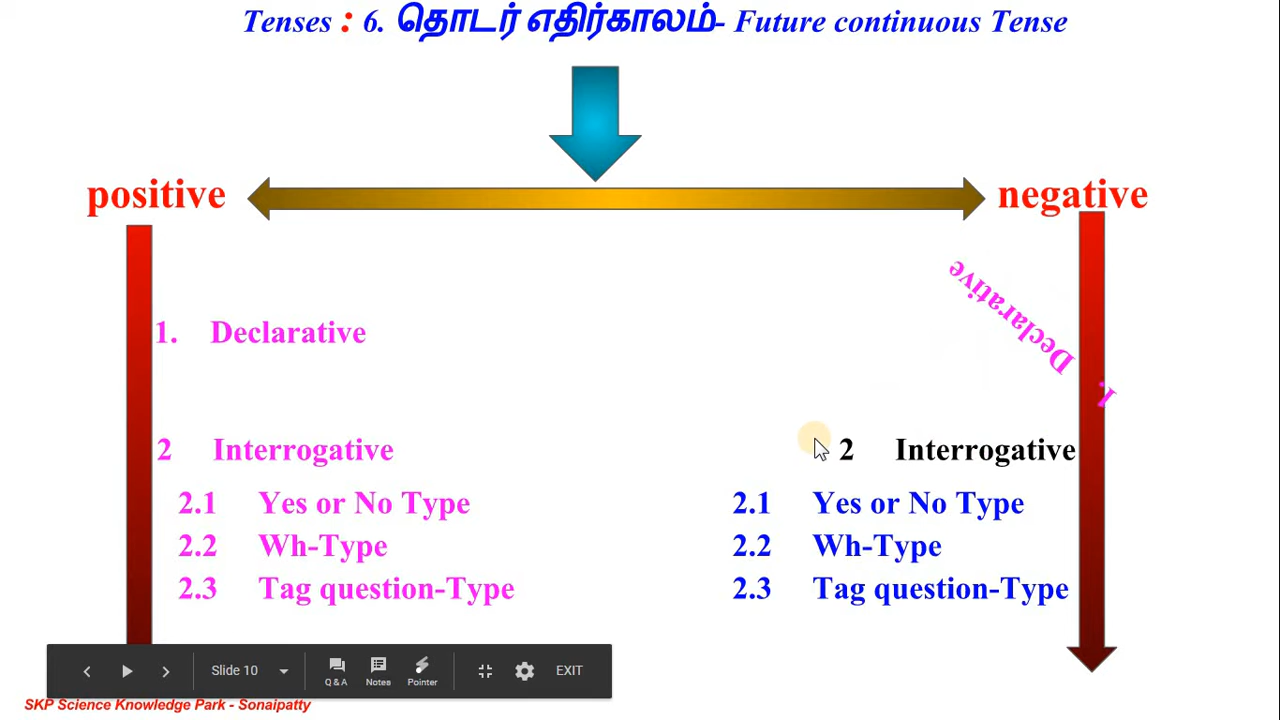 Tenses : 6. தொடர் எதிர்காலம்- Future continuous Tense
positive
negative
1. Declarative
1. Declarative
2 Interrogative
2 Interrogative
2.1 Yes or No Type
2.1 Yes or No Type
2.2 Wh-Type
2.2 Wh-Type
2.3 Tag question-Type
2.3 Tag question-Type
Slide 10
Q & A
Notes
Pointer
EXIT
SKP Science Knowledge Park - Sonaipatty